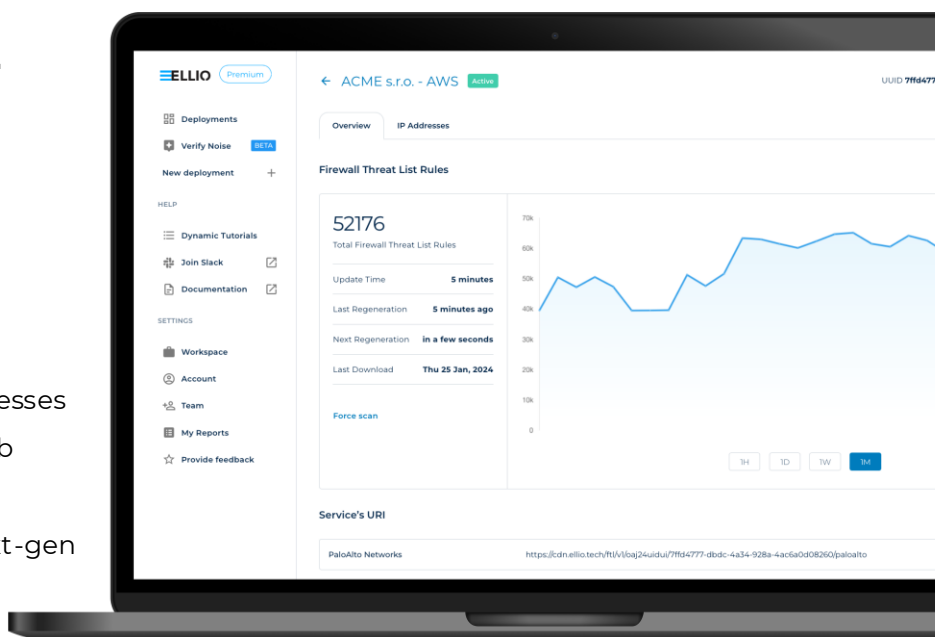 ELLIO Premium
Deployments
Verify Noise BETA
New deployment +
HELP
Dynamic Tutorials
Join Slack
Documentation
SETTINGS
Workspace
Account
Team
My Reports
Provide feedback
← ACME s.r.o. - AWS Active
UUID 7ffd477
Overview IP Addresses
Firewall Threat List Rules
52176
Total Firewall Threat List Rules
Update Time 5 minutes
Last Regeneration 5 minutes ago
Next Regeneration in a few seconds
Last Download Thu 25 Jan, 2024
Force scan
70k
60k
50k
40k
30k
20k
10k
0
1H 1D 1W 1M
Service's URI
PaloAlto Networks https://cdn.ellio.tech/ftl/v1/oaj24uidui/7ffd4777-dbdc-4a34-928a-4ac6a0d08260/paloalto
esses
t-gen